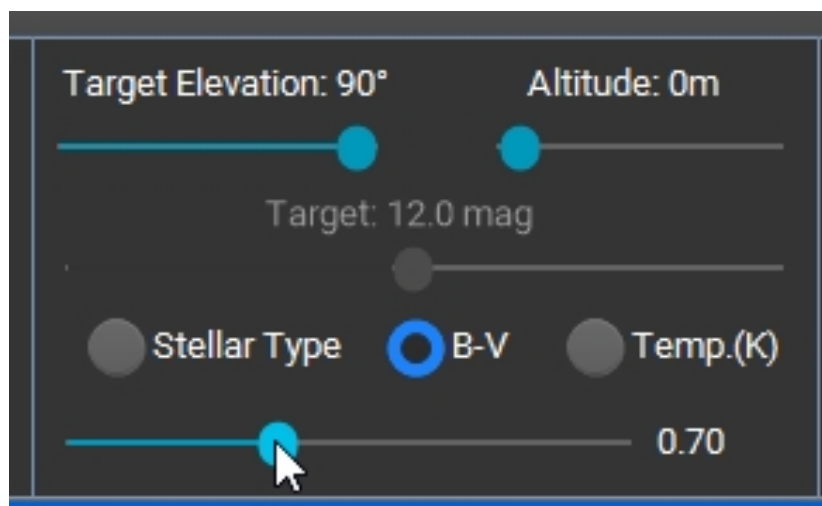 Target Elevation: 90° Altitude: 0m
Target: 12.0 mag
Stellar Type B-V Temp.(K)
0.70